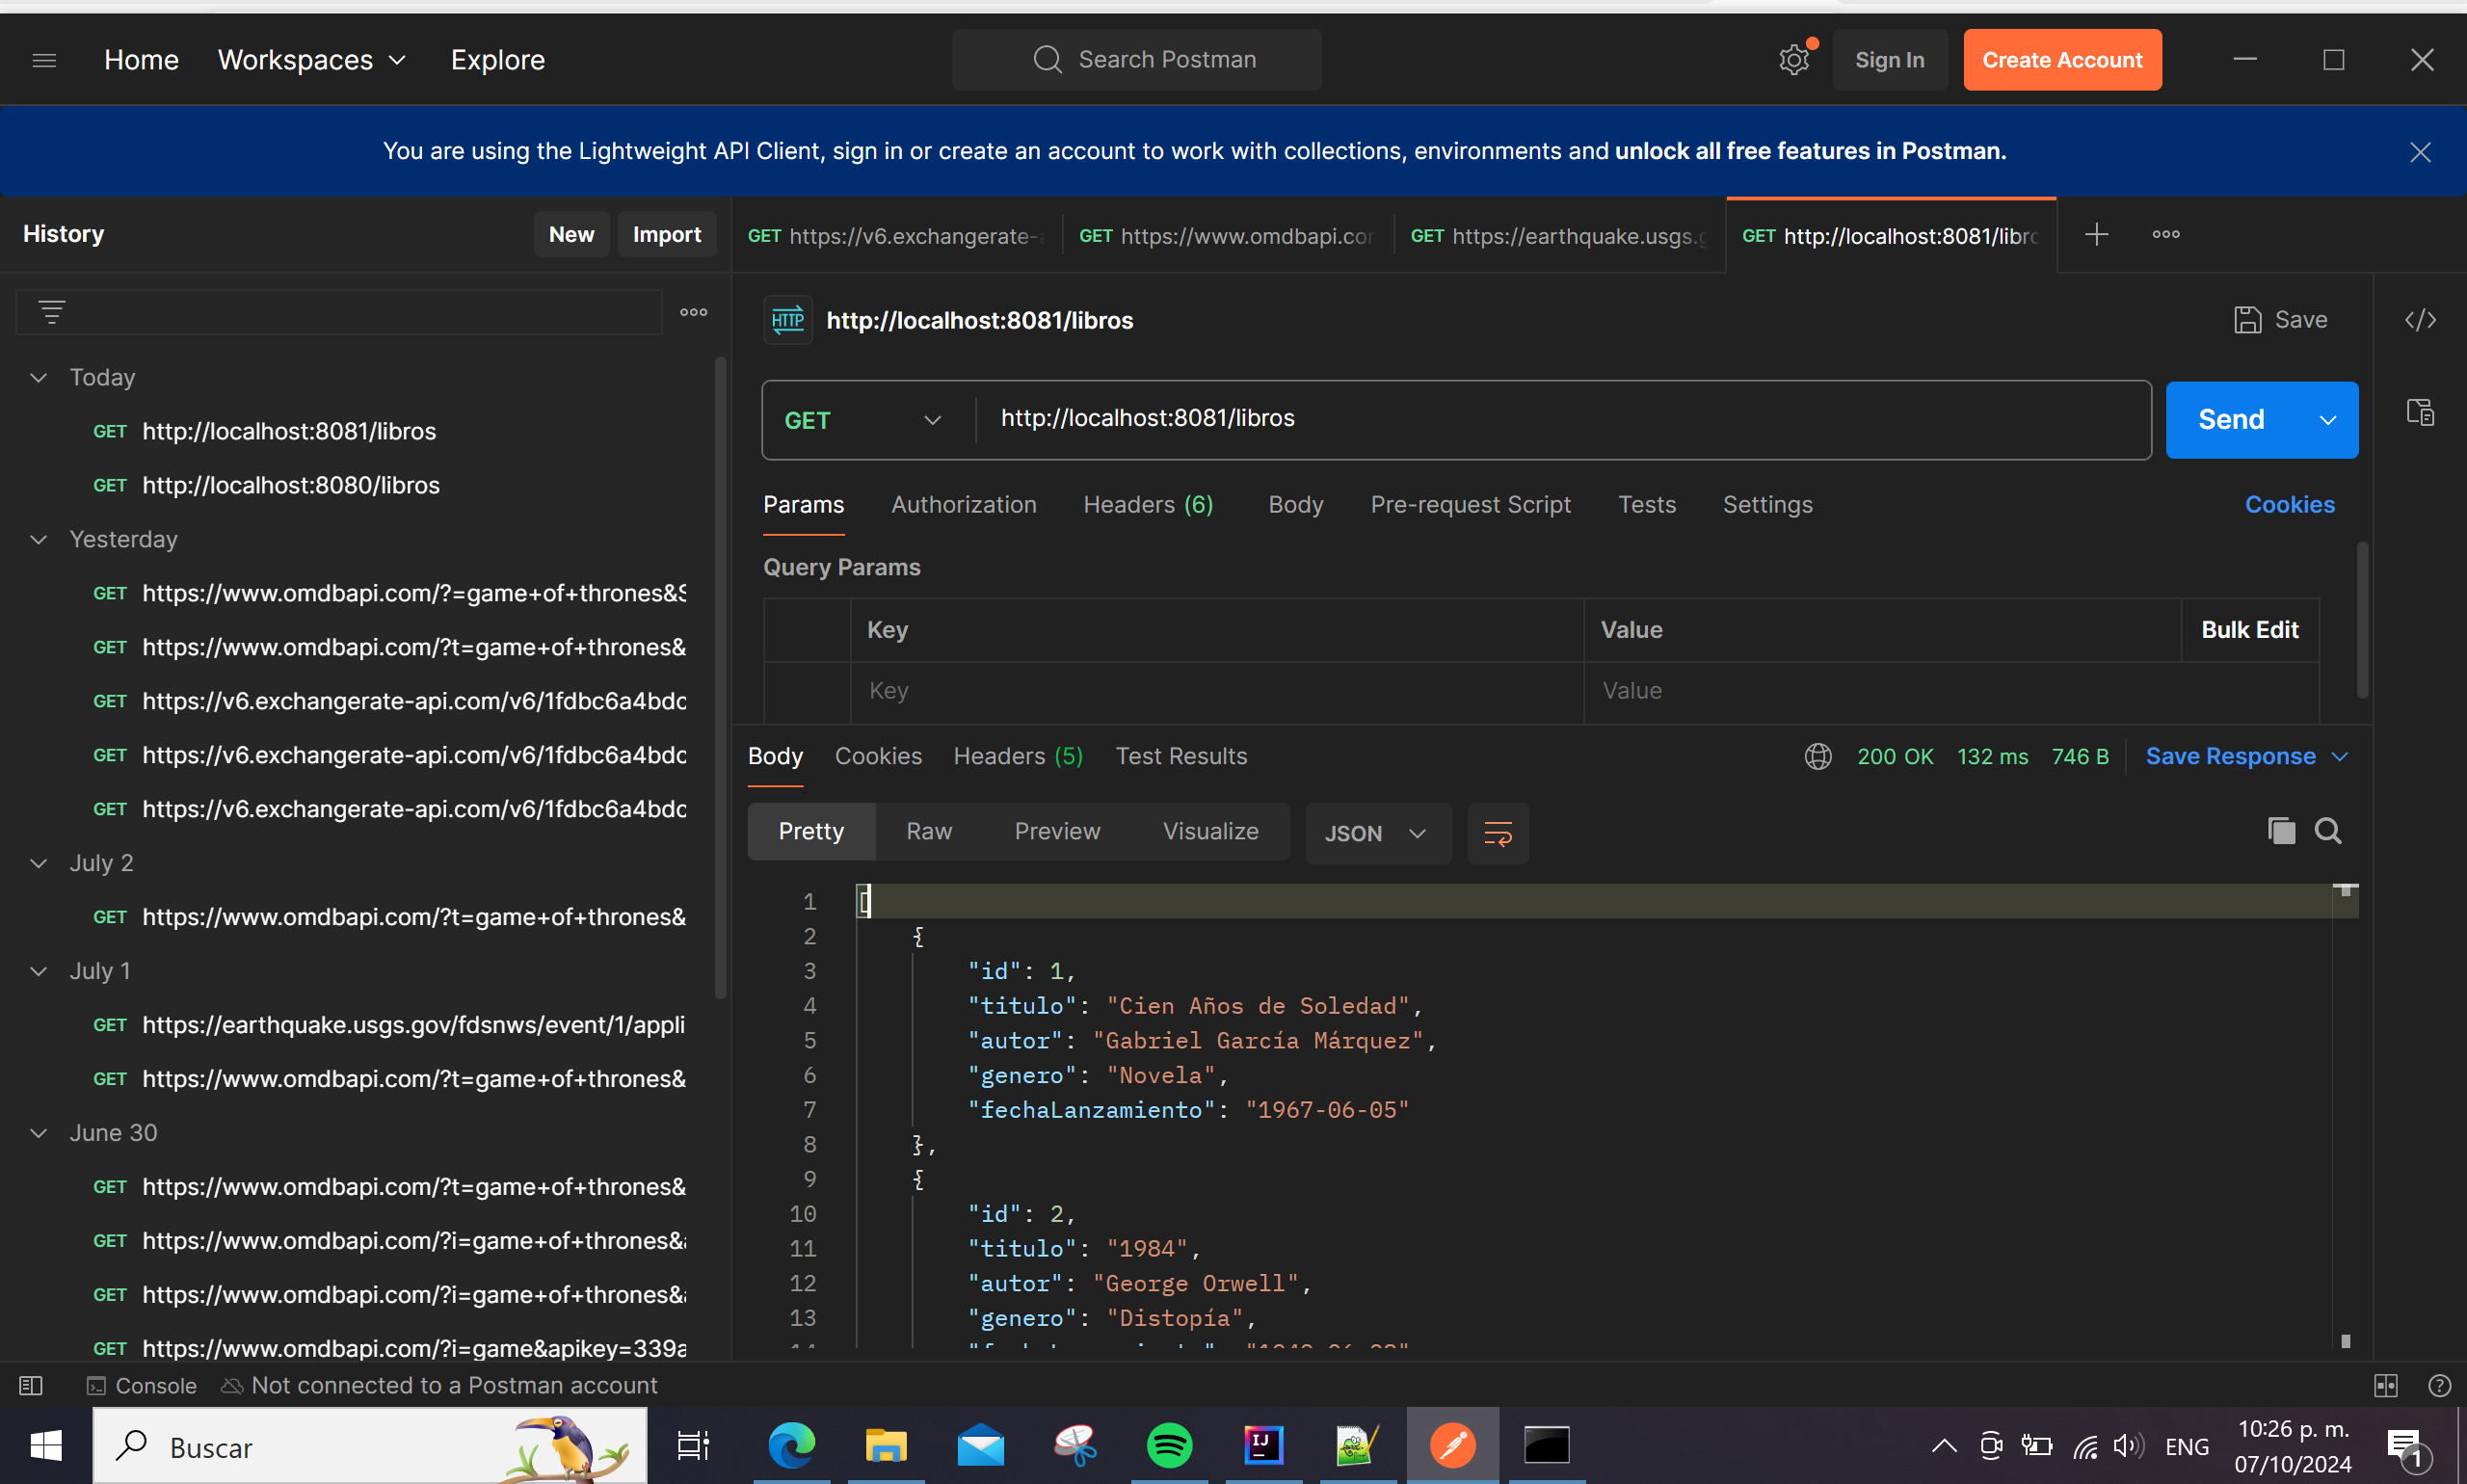 Home Workspaces Explore Search Postman Sign In Create Account
You are using the Lightweight API Client, sign in or create an account to work with collections, environments and unlock all free features in Postman.
History New Import
GET https://v6.exchangerate-a GET https://www.omdbapi.cor GET https://earthquake.usgs.g GET http://localhost:8081/libro
HTTP http://localhost:8081/libros Save </>
Today
GET http://localhost:8081/libros
GET http://localhost:8080/libros
Yesterday
GET https://www.omdbapi.com/?=game+of+thrones&S
GET https://www.omdbapi.com/?t=game+of+thrones&
GET https://v6.exchangerate-api.com/v6/1fdbc6a4bdc
GET https://v6.exchangerate-api.com/v6/1fdbc6a4bdc
GET https://v6.exchangerate-api.com/v6/1fdbc6a4bdc
July 2
GET https://www.omdbapi.com/?t=game+of+thrones&
July 1
GET https://earthquake.usgs.gov/fdsnws/event/1/appli
GET https://www.omdbapi.com/?t=game+of+thrones&
June 30
GET https://www.omdbapi.com/?t=game+of+thrones&
GET https://www.omdbapi.com/?i=game+of+thrones&a
GET https://www.omdbapi.com/?i=game+of+thrones&a
GET https://www.omdbapi.com/?i=game&apikey=339a
GET http://localhost:8081/libros Send
Params Authorization Headers (6) Body Pre-request Script Tests Settings Cookies
Query Params
Key Value Bulk Edit
Key Value
Body Cookies Headers (5) Test Results 200 OK 132 ms 746 B Save Response
Pretty Raw Preview Visualize JSON
1 [
2 {
3 "id": 1,
4 "titulo": "Cien Años de Soledad",
5 "autor": "Gabriel García Márquez",
6 "genero": "Novela",
7 "fechaLanzamiento": "1967-06-05"
8 },
9 {
10 "id": 2,
11 "titulo": "1984",
12 "autor": "George Orwell",
13 "genero": "Distopía",
14 "fechaLanzamiento": "1949-06-08"
Console Not connected to a Postman account
Buscar IJ ENG 10:26 p. m.
07/10/2024 1